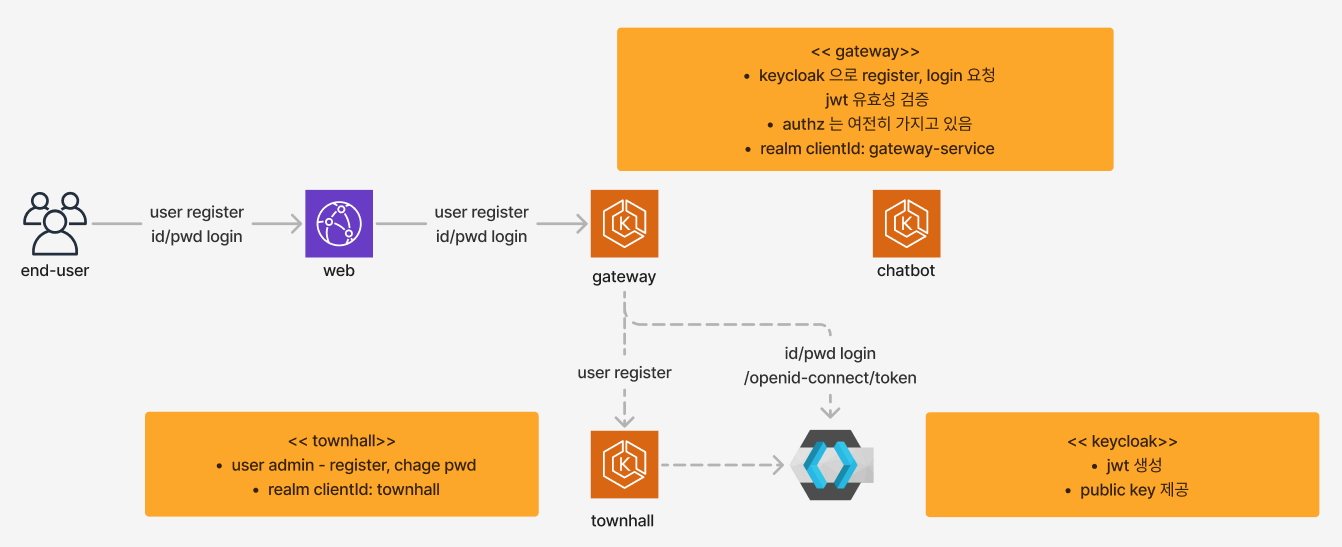 << gateway>>
• keycloak 으로 register, login 요청
jwt 유효성 검증
• authz 는 여전히 가지고 있음
• realm clientId: gateway-service
user register
id/pwd login
user register
id/pwd login
end-user
web
gateway
chatbot
id/pwd login
/openid-connect/token
user register
<< townhall>>
• user admin - register, chage pwd
• realm clientId: townhall
<< keycloak>>
• jwt 생성
• public key 제공
townhall